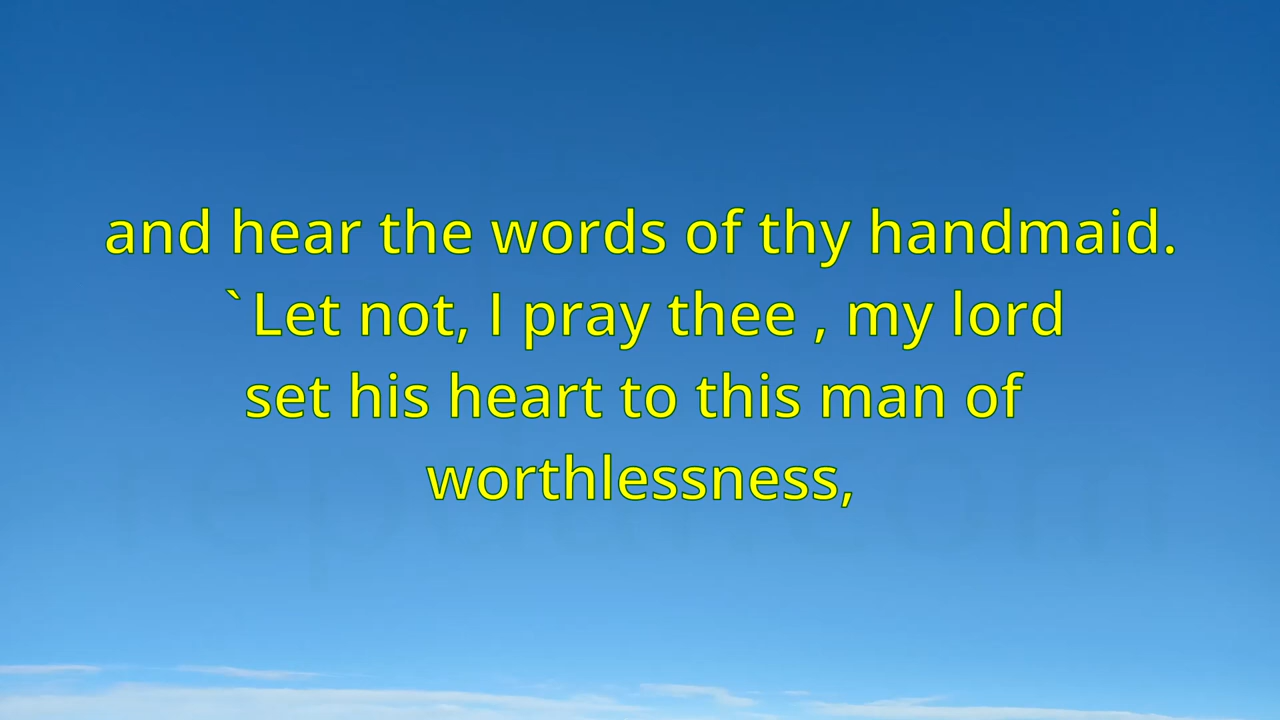 and hear the words of thy handmaid.
`Let not, I pray thee , my lord
set his heart to this man of
worthlessness,